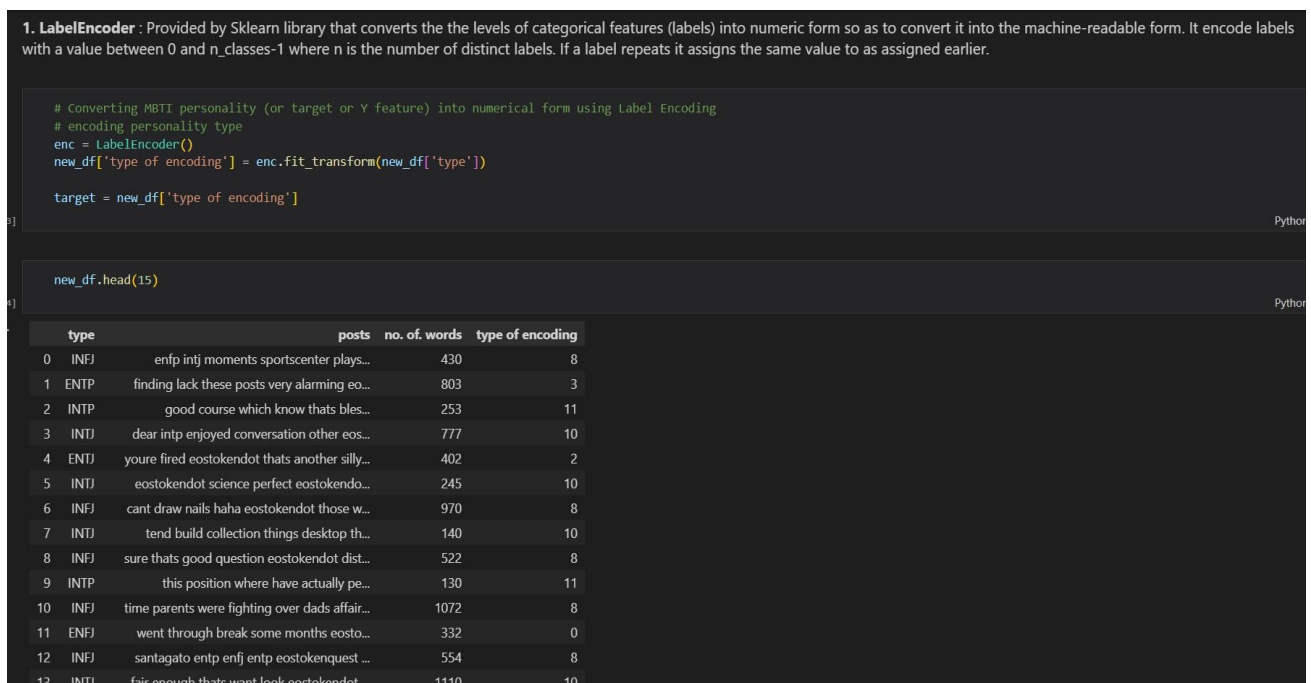 1. LabelEncoder : Provided by Sklearn library that converts the the levels of categorical features (labels) into numeric form so as to convert it into the machine-readable form. It encode labels
with a value between 0 and n_classes-1 where n is the number of distinct labels. If a label repeats it assigns the same value to as assigned earlier.
# Converting MBTI personality (or target or Y feature) into numerical form using Label Encoding
# encoding personality type
enc = LabelEncoder()
new_df['type of encoding'] = enc.fit_transform(new_df['type'])
target = new_df['type of encoding']
3] Python
new_df.head(15)
4] Python
type posts no. of. words type of encoding
0 INFJ enfp intj moments sportscenter plays... 430 8
1 ENTP finding lack these posts very alarming eo... 803 3
2 INTP good course which know thats bles... 253 11
3 INTJ dear intp enjoyed conversation other eos... 777 10
4 ENTJ youre fired eostokendot thats another silly... 402 2
5 INTJ eostokendot science perfect eostokendo... 245 10
6 INFJ cant draw nails haha eostokendot those w... 970 8
7 INTJ tend build collection things desktop th... 140 10
8 INFJ sure thats good question eostokendot dist... 522 8
9 INTP this position where have actually pe... 130 11
10 INFJ time parents were fighting over dads affair... 1072 8
11 ENFJ went through break some months eosto... 332 0
12 INFJ santagato entp enfj entp eostokenquest ... 554 8
13 INTJ fair enough thats want look eostokendot... 1110 10